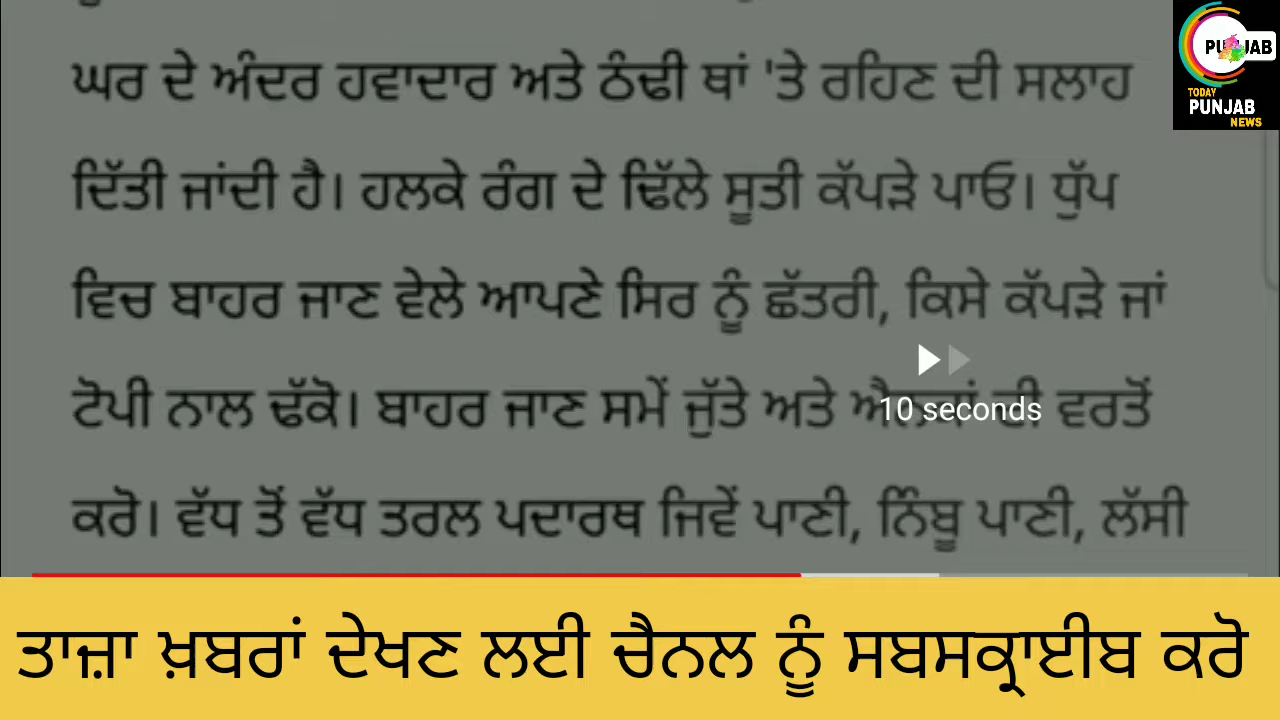 ਘਰ ਦੇ ਅੰਦਰ ਹਵਾਦਾਰ ਅਤੇ ਠੰਢੀ ਥਾਂ 'ਤੇ ਰਹਿਣ ਦੀ ਸਲਾਹ
ਦਿੱਤੀ ਜਾਂਦੀ ਹੈ। ਹਲਕੇ ਰੰਗ ਦੇ ਢਿੱਲੇ ਸੂਤੀ ਕੱਪੜੇ ਪਾਓ। ਧੁੱਪ
ਵਿਚ ਬਾਹਰ ਜਾਣ ਵੇਲੇ ਆਪਣੇ ਸਿਰ ਨੂੰ ਛੱਤਰੀ, ਕਿਸੇ ਕੱਪੜੇ ਜਾਂ
ਟੋਪੀ ਨਾਲ ਢੱਕੋ। ਬਾਹਰ ਜਾਣ ਸਮੇਂ ਜੁੱਤੇ ਅਤੇ ਵਰਤੋਂ
10 seconds
ਕਰੋ। ਵੱਧ ਤੋਂ ਵੱਧ ਤਰਲ ਪਦਾਰਥ ਜਿਵੇਂ ਪਾਣੀ, ਨਿੰਬੂ ਪਾਣੀ, ਲੱਸੀ
ਤਾਜ਼ਾ ਖ਼ਬਰਾਂ ਦੇਖਣ ਲਈ ਚੈਨਲ ਨੂੰ ਸਬਸਕ੍ਰਾਈਬ ਕਰੋ
PUNJAB
TODAY
PUNJAB
NEWS